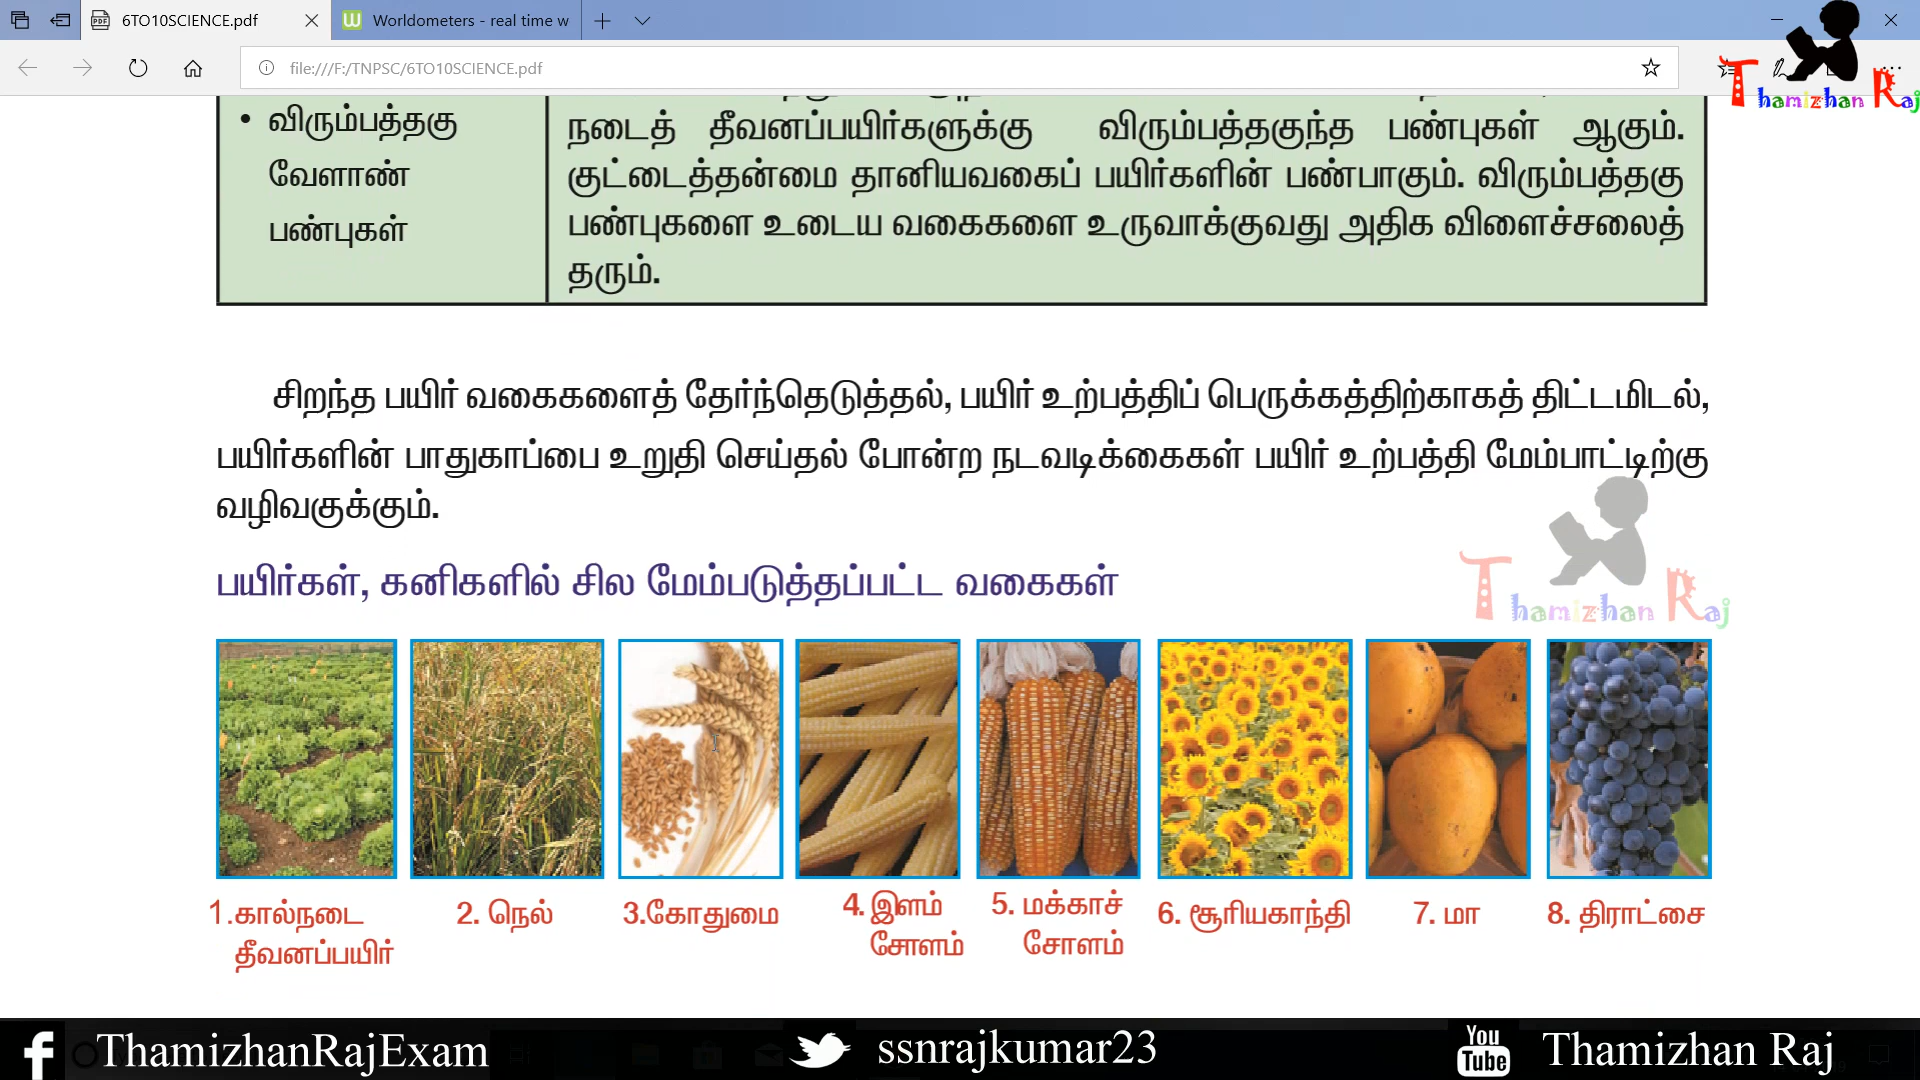 6TO10SCIENCE.pdf
Worldometers - real time w
file:///F:/TNPSC/6TO10SCIENCE.pdf
Thamizhan Raj
• விரும்பத்தகு
வேளாண்
பண்புகள்
நடைத் தீவனப்பயிர்களுக்கு விரும்பத்தகுந்த பண்புகள் ஆகும்.
குட்டைத்தன்மை தானியவகைப் பயிர்களின் பண்பாகும். விரும்பத்தகு
பண்புகளை உடைய வகைகளை உருவாக்குவது அதிக விளைச்சலைத்
தரும்.
சிறந்த பயிர் வகைகளைத் தேர்ந்தெடுத்தல், பயிர் உற்பத்திப் பெருக்கத்திற்காகத் திட்டமிடல்,
பயிர்களின் பாதுகாப்பை உறுதி செய்தல் போன்ற நடவடிக்கைகள் பயிர் உற்பத்தி மேம்பாட்டிற்கு
வழிவகுக்கும்.
Thamizhan Raj
பயிர்கள், கனிகளில் சில மேம்படுத்தப்பட்ட வகைகள்
1.கால்நடை
தீவனப்பயிர்
2. நெல்
3.கோதுமை
4. இளம்
சோளம்
5. மக்காச்
சோளம்
6. சூரியகாந்தி
7. மா
8. திராட்சை
ThamizhanRajExam
ssnrajkumar23
You
Tube
Thamizhan Raj